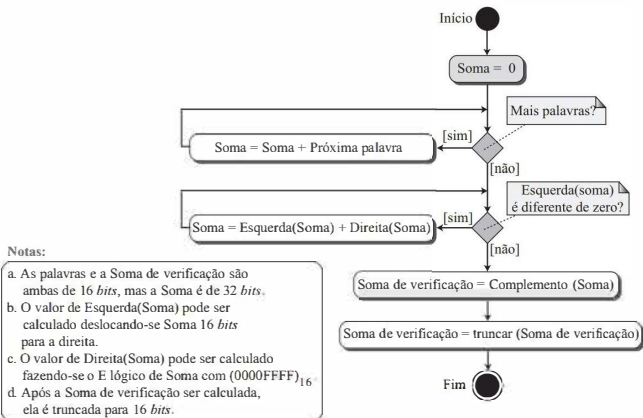 Início
Soma = 0
Mais palavras?
[sim]
Soma = Soma + Próxima palavra
[não]
Esquerda(soma)
é diferente de zero?
[sim]
Soma = Esquerda(Soma) + Direita(Soma)
[não]
Soma de verificação = Complemento (Soma)
Soma de verificação = truncar (Soma de verificação)
Fim
Notas:
a. As palavras e a Soma de verificação são
ambas de 16 bits, mas a Soma é de 32 bits.
b. O valor de Esquerda(Soma) pode ser
calculado deslocando-se Soma 16 bits
para a direita.
c. O valor de Direita(Soma) pode ser calculado
fazendo-se o E lógico de Soma com (0000FFFF)16.
d. Após a Soma de verificação ser calculada,
ela é truncada para 16 bits.